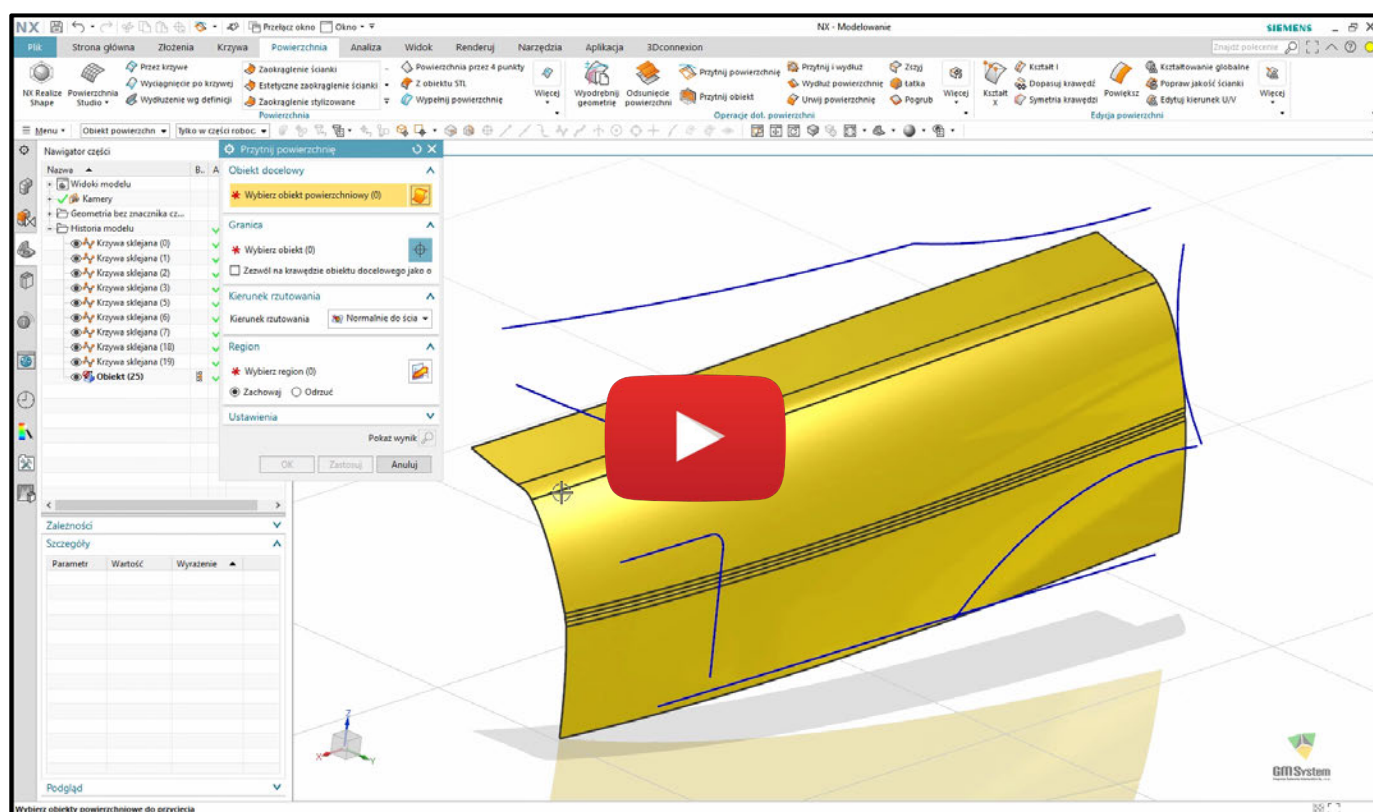 NX Przełącz okno Okno NX - Modelowanie SIEMENS
Plik Strona główna Złożenia Krzywa Powierzchnia Analiza Widok Renderuj Narzędzia Aplikacja 3Dconnexion Znajdź polecenie
NX Realize Shape
Powierzchnia Studio
Przez krzywe
Wyciągnięcie po krzywej
Wydłużenie wg definicji
Zaokrąglenie ścianki
Estetyczne zaokrąglenie ścianki
Zaokrąglenie stylizowane
Powierzchnia przez 4 punkty
Z obiektu STL
Wypełnij powierzchnię
Więcej
Powierzchnia
Wyodrębnij geometrię
Odsunięcie powierzchni
Przytnij powierzchnię
Przytnij obiekt
Przytnij i wydłuż
Wydłuż powierzchnię
Urwij powierzchnię
Zszyj
Łatka
Pogrub
Więcej
Operacje dot. powierzchni
Kształt X
Kształt I
Dopasuj krawędź
Symetria krawędzi
Powiększ
Kształtowanie globalne
Popraw jakość ścianki
Edytuj kierunek U/V
Więcej
Edycja powierzchni
Menu Obiekt powierzchn Tylko w części roboc.
Nawigator części
Nazwa B.. A
Widoki modelu
Kamery
Geometria bez znacznika cz...
Historia modelu
Krzywa sklejana (0)
Krzywa sklejana (1)
Krzywa sklejana (2)
Krzywa sklejana (3)
Krzywa sklejana (5)
Krzywa sklejana (6)
Krzywa sklejana (7)
Krzywa sklejana (18)
Krzywa sklejana (19)
Obiekt (25)
Zależności
Szczegóły
Parametr Wartość Wyrażenie
Podgląd
Przytnij powierzchnię
Obiekt docelowy
* Wybierz obiekt powierzchniowy (0)
Granica
* Wybierz obiekt (0)
Zezwól na krawędzie obiektu docelowego jako o
Kierunek rzutowania
Kierunek rzutowania Normalnie do ścia
Region
* Wybierz region (0)
Zachowaj Odrzuć
Ustawienia
Pokaż wynik
OK Zastosuj Anuluj
Z
X Y
GMSystem
Wybierz obiekty powierzchniowe do przycięcia